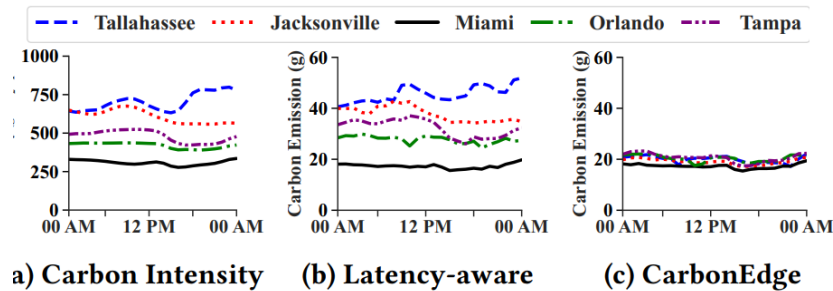 Tallahassee Jacksonville Miami Orlando Tampa
1000
750
500
250
0
00 AM 12 PM 00 AM
a) Carbon Intensity
Carbon Emission (g)
60
40
20
0
00 AM 12 PM 00 AM
(b) Latency-aware
Carbon Emission (g)
60
40
20
0
00 AM 12 PM 00 AM
(c) CarbonEdge